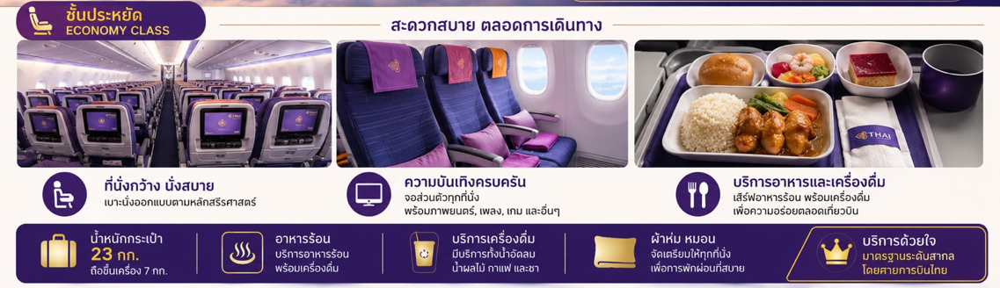 ชั้นประหยัด
ECONOMY CLASS
สะดวกสบาย ตลอดการเดินทาง
THAI
ที่นั่งกว้าง นั่งสบาย
เบาะนั่งออกแบบตามหลักสรีรศาสตร์
ความบันเทิงครบครัน
จอส่วนตัวทุกที่นั่ง
พร้อมภาพยนตร์, เพลง, เกม และอื่นๆ
บริการอาหารและเครื่องดื่ม
เสิร์ฟอาหารร้อน พร้อมเครื่องดื่ม
เพื่อความอร่อยตลอดเที่ยวบิน
น้ำหนักกระเป๋า
23 กก.
ถือขึ้นเครื่อง 7 กก.
อาหารร้อน
บริการอาหารร้อน
พร้อมเครื่องดื่ม
บริการเครื่องดื่ม
มีบริการทั้งน้ำอัดลม
น้ำผลไม้ กาแฟ และชา
ผ้าห่ม หมอน
จัดเตรียมให้ทุกที่นั่ง
เพื่อการพักผ่อนที่สบาย
บริการด้วยใจ
มาตรฐานระดับสากล
โดยสายการบินไทย